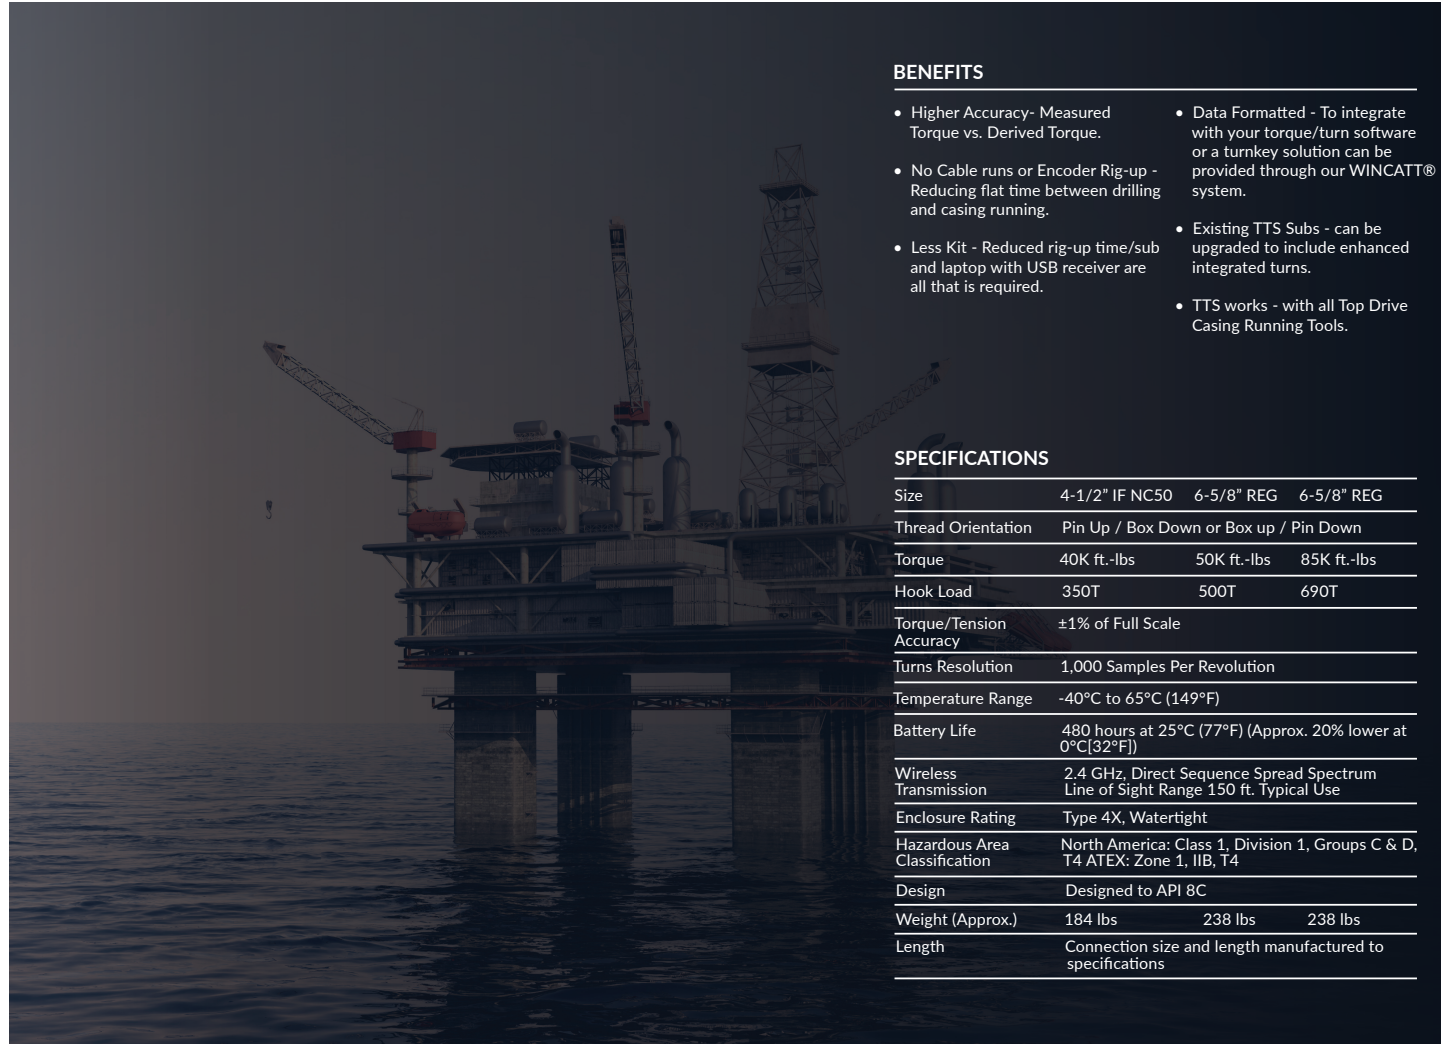 BENEFITS
• Higher Accuracy- Measured
Torque vs. Derived Torque.
• No Cable runs or Encoder Rig-up -
Reducing flat time between drilling
and casing running.
• Less Kit - Reduced rig-up time/sub
and laptop with USB receiver are
all that is required.
• Data Formatted - To integrate
with your torque/turn software
or a turnkey solution can be
provided through our WINCATT®
system.
• Existing TTS Subs - can be
upgraded to include enhanced
integrated turns.
• TTS works - with all Top Drive
Casing Running Tools.
SPECIFICATIONS
Size 4-1/2” IF NC50 6-5/8” REG 6-5/8” REG
Thread Orientation Pin Up / Box Down or Box up / Pin Down
Torque 40K ft.-lbs 50K ft.-lbs 85K ft.-lbs
Hook Load 350T 500T 690T
Torque/Tension ±1% of Full Scale
Accuracy
Turns Resolution 1,000 Samples Per Revolution
Temperature Range -40°C to 65°C (149°F)
Battery Life 480 hours at 25°C (77°F) (Approx. 20% lower at
0°C[32°F])
Wireless 2.4 GHz, Direct Sequence Spread Spectrum
Transmission Line of Sight Range 150 ft. Typical Use
Enclosure Rating Type 4X, Watertight
Hazardous Area North America: Class 1, Division 1, Groups C & D,
Classification T4 ATEX: Zone 1, IIB, T4
Design Designed to API 8C
Weight (Approx.) 184 lbs 238 lbs 238 lbs
Length Connection size and length manufactured to
specifications